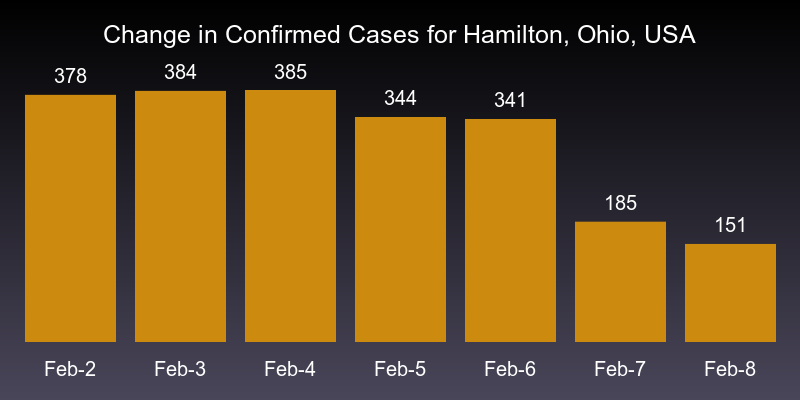 Change in Confirmed Cases for Hamilton, Ohio, USA
378 384 385 344 341 185 151
Feb-2 Feb-3 Feb-4 Feb-5 Feb-6 Feb-7 Feb-8